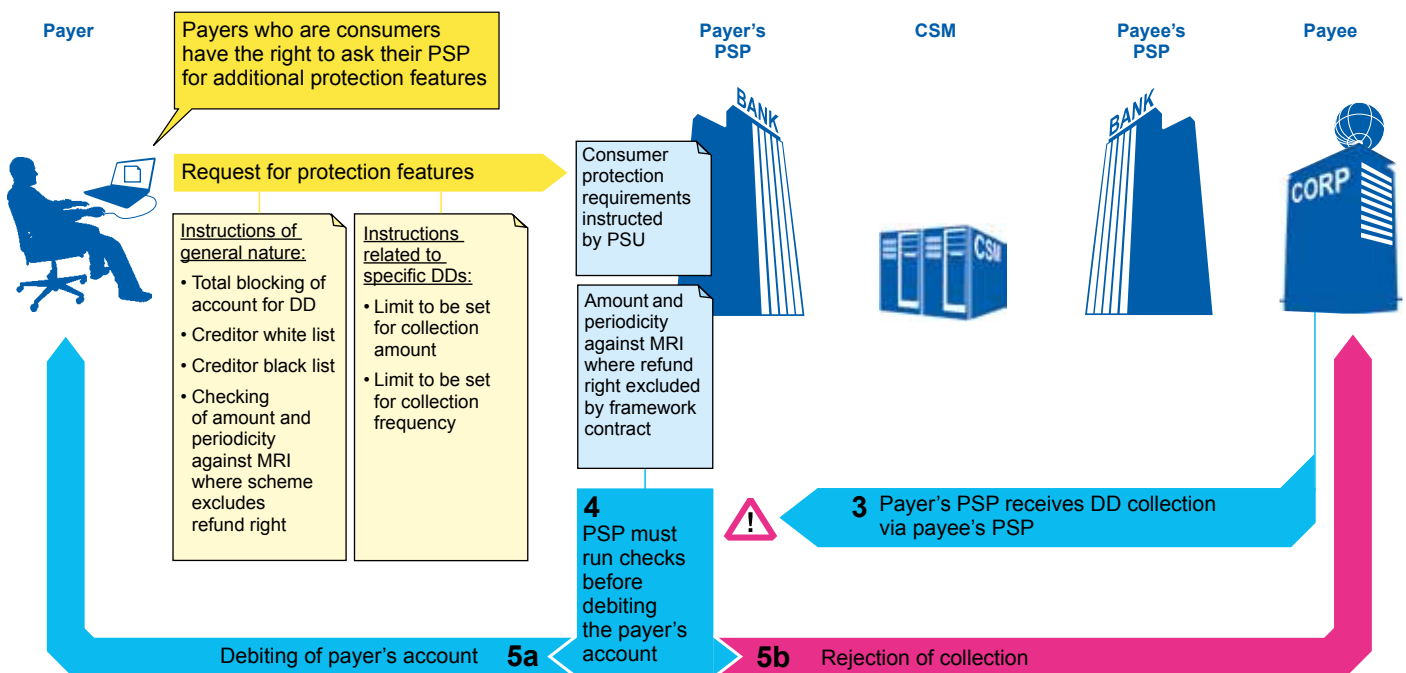 Payer
Payers who are consumers
have the right to ask their PSP
for additional protection features
Payer's
PSP
CSM
Payee's
PSP
Payee
BANK
BANK
CORP
CSM
Request for protection features
Instructions of
general nature:
• Total blocking of
account for DD
• Creditor white list
• Creditor black list
• Checking
of amount and
periodicity
against MRI
where scheme
excludes
refund right
Instructions
related to
specific DDs:
• Limit to be set
for collection
amount
• Limit to be set
for collection
frequency
Consumer
protection
requirements
instructed
by PSU
Amount and
periodicity
against MRI
where refund
right excluded
by framework
contract
!
3 Payer's PSP receives DD collection
via payee's PSP
4
PSP must
run checks
before
debiting
the payer's
account
Debiting of payer's account 5a
5b Rejection of collection